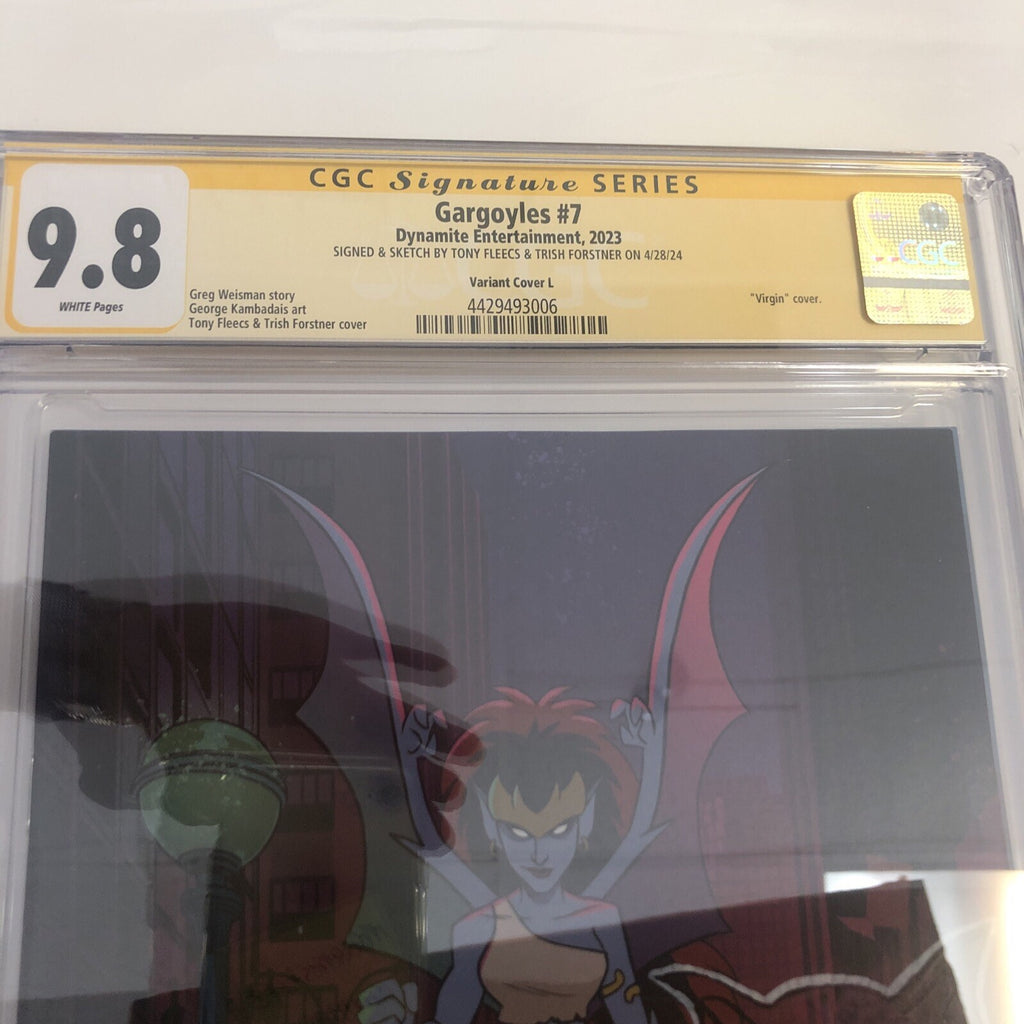 CGC Signature SERIES
Gargoyles #7
Dynamite Entertainment, 2023
SIGNED & SKETCH BY TONY FLEECS & TRISH FORSTNER ON 4/28/24
9.8
WHITE Pages
Variant Cover L
4429493006
Greg Weisman story
George Kambadais art
Tony Fleecs & Trish Forstner cover
"Virgin" cover.
CGC